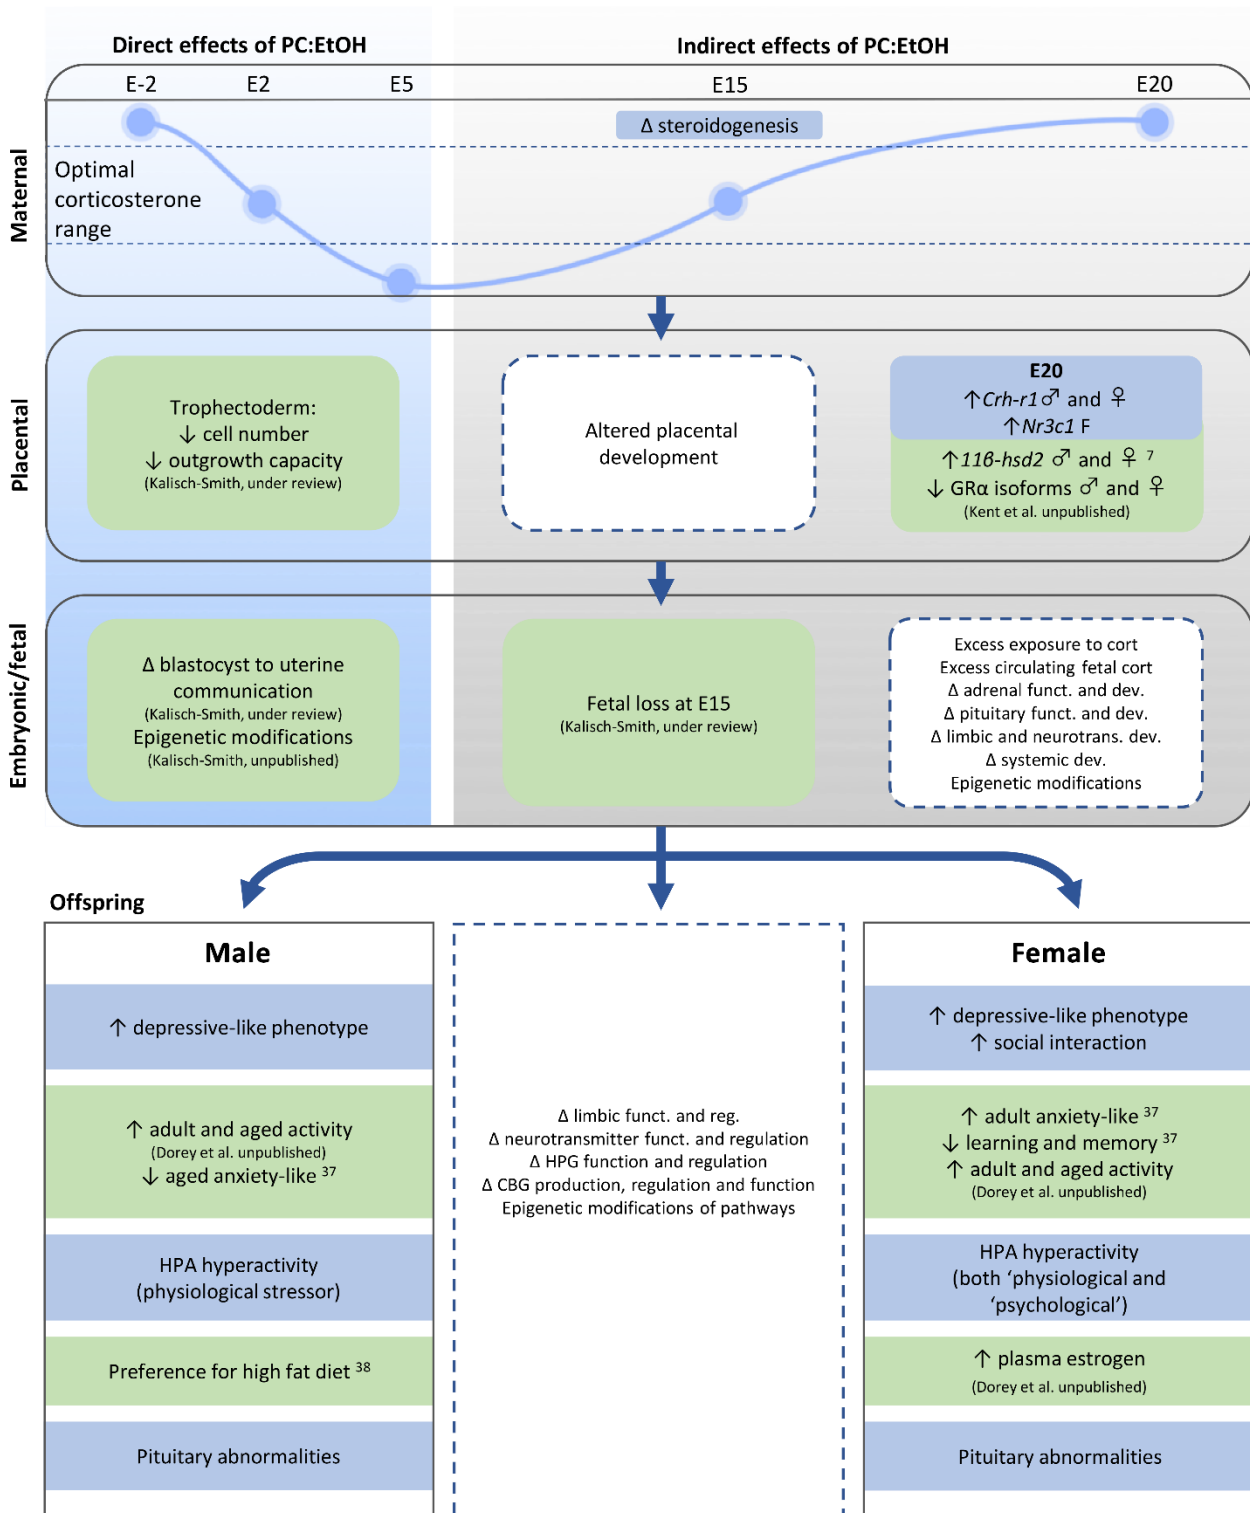 Direct effects of PC:EtOH
Indirect effects of PC:EtOH
E-2
E2
E5
E15
E20
Maternal
Δ steroidogenesis
Optimal
corticosterone
range
Placental
Trophectoderm:
↓ cell number
↓ outgrowth capacity
(Kalisch-Smith, under review)
Altered placental
development
E20
↑Crh-r1♂ and ♀
↑Nr3c1 F
↑11β-hsd2 ♂ and ♀ 7
↓ GRα isoforms ♂ and ♀
(Kent et al. unpublished)
Embryonic/fetal
Δ blastocyst to uterine
communication
(Kalisch-Smith, under review)
Epigenetic modifications
(Kalisch-Smith, unpublished)
Fetal loss at E15
(Kalisch-Smith, under review)
Excess exposure to cort
Excess circulating fetal cort
Δ adrenal funct. and dev.
Δ pituitary funct. and dev.
Δ limbic and neurotrans. dev.
Δ systemic dev.
Epigenetic modifications
Offspring
Male
↑ depressive-like phenotype
↑ adult and aged activity
(Dorey et al. unpublished)
↓ aged anxiety-like 37
HPA hyperactivity
(physiological stressor)
Preference for high fat diet 38
Pituitary abnormalities
Δ limbic funct. and reg.
Δ neurotransmitter funct. and regulation
Δ HPG function and regulation
Δ CBG production, regulation and function
Epigenetic modifications of pathways
Female
↑ depressive-like phenotype
↑ social interaction
↑ adult anxiety-like 37
↓ learning and memory 37
↑ adult and aged activity
(Dorey et al. unpublished)
HPA hyperactivity
(both ‘physiological and
‘psychological’)
↑ plasma estrogen
(Dorey et al. unpublished)
Pituitary abnormalities